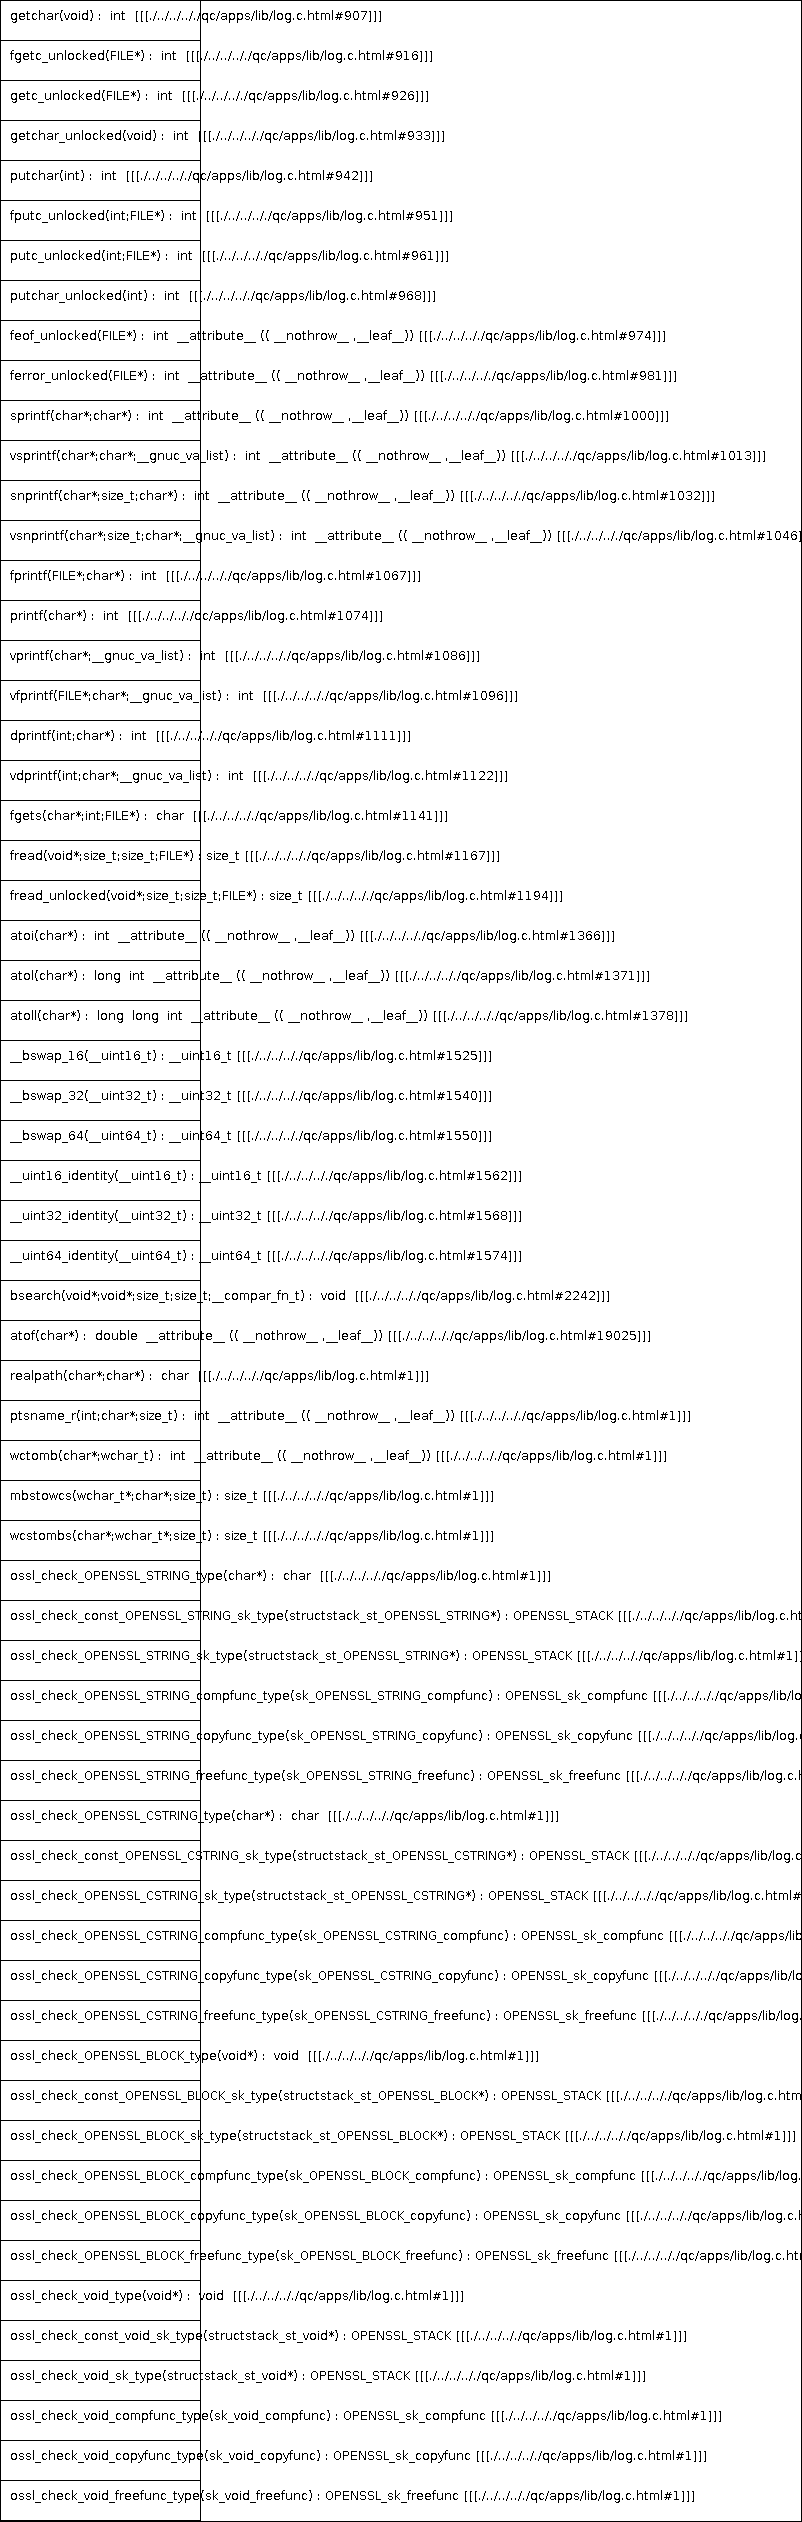 getchar(void) :  int  [[[./../../././qc/apps/lib/log.c.html#907]]]
fgetc_unlocked(FILE*) :  int  [[[./../../././qc/apps/lib/log.c.html#916]]]
getc_unlocked(FILE*) :  int  [[[./../../././qc/apps/lib/log.c.html#926]]]
getchar_unlocked(void) :  int  [[[./../../././qc/apps/lib/log.c.html#933]]]
putchar(int) :  int  [[[./../../././qc/apps/lib/log.c.html#942]]]
fputc_unlocked(int;FILE*) :  int  [[[./../../././qc/apps/lib/log.c.html#951]]]
putc_unlocked(int;FILE*) :  int  [[[./../../././qc/apps/lib/log.c.html#961]]]
putchar_unlocked(int) :  int  [[[./../../././qc/apps/lib/log.c.html#968]]]
feof_unlocked(FILE*) :  int  __attribute__ (( __nothrow__ ,__leaf__)) [[[./../../././qc/apps/lib/log.c.html#974]]]
ferror_unlocked(FILE*) :  int  __attribute__ (( __nothrow__ ,__leaf__)) [[[./../../././qc/apps/lib/log.c.html#981]]]
sprintf(char*;char*) :  int  __attribute__ (( __nothrow__ ,__leaf__)) [[[./../../././qc/apps/lib/log.c.html#1000]]]
vsprintf(char*;char*;__gnuc_va_list) :  int  __attribute__ (( __nothrow__ ,__leaf__)) [[[./../../././qc/apps/lib/log.c.html#1013]]]
snprintf(char*;size_t;char*) :  int  __attribute__ (( __nothrow__ ,__leaf__)) [[[./../../././qc/apps/lib/log.c.html#1032]]]
vsnprintf(char*;size_t;char*;__gnuc_va_list) :  int  __attribute__ (( __nothrow__ ,__leaf__)) [[[./../../././qc/apps/lib/log.c.html#1046]
fprintf(FILE*;char*) :  int  [[[./../../././qc/apps/lib/log.c.html#1067]]]
printf(char*) :  int  [[[./../../././qc/apps/lib/log.c.html#1074]]]
vprintf(char*;__gnuc_va_list) :  int  [[[./../../././qc/apps/lib/log.c.html#1086]]]
vfprintf(FILE*;char*;__gnuc_va_list) :  int  [[[./../../././qc/apps/lib/log.c.html#1096]]]
dprintf(int;char*) :  int  [[[./../../././qc/apps/lib/log.c.html#1111]]]
vdprintf(int;char*;__gnuc_va_list) :  int  [[[./../../././qc/apps/lib/log.c.html#1122]]]
fgets(char*;int;FILE*) :  char  [[[./../../././qc/apps/lib/log.c.html#1141]]]
fread(void*;size_t;size_t;FILE*) : size_t [[[./../../././qc/apps/lib/log.c.html#1167]]]
fread_unlocked(void*;size_t;size_t;FILE*) : size_t [[[./../../././qc/apps/lib/log.c.html#1194]]]
atoi(char*) :  int  __attribute__ (( __nothrow__ ,__leaf__)) [[[./../../././qc/apps/lib/log.c.html#1366]]]
atol(char*) :  long  int  __attribute__ (( __nothrow__ ,__leaf__)) [[[./../../././qc/apps/lib/log.c.html#1371]]]
atoll(char*) :  long  long  int  __attribute__ (( __nothrow__ ,__leaf__)) [[[./../../././qc/apps/lib/log.c.html#1378]]]
__bswap_16(__uint16_t) : __uint16_t [[[./../../././qc/apps/lib/log.c.html#1525]]]
__bswap_32(__uint32_t) : __uint32_t [[[./../../././qc/apps/lib/log.c.html#1540]]]
__bswap_64(__uint64_t) : __uint64_t [[[./../../././qc/apps/lib/log.c.html#1550]]]
__uint16_identity(__uint16_t) : __uint16_t [[[./../../././qc/apps/lib/log.c.html#1562]]]
__uint32_identity(__uint32_t) : __uint32_t [[[./../../././qc/apps/lib/log.c.html#1568]]]
__uint64_identity(__uint64_t) : __uint64_t [[[./../../././qc/apps/lib/log.c.html#1574]]]
bsearch(void*;void*;size_t;size_t;__compar_fn_t) :  void  [[[./../../././qc/apps/lib/log.c.html#2242]]]
atof(char*) :  double  __attribute__ (( __nothrow__ ,__leaf__)) [[[./../../././qc/apps/lib/log.c.html#19025]]]
realpath(char*;char*) :  char  [[[./../../././qc/apps/lib/log.c.html#1]]]
ptsname_r(int;char*;size_t) :  int  __attribute__ (( __nothrow__ ,__leaf__)) [[[./../../././qc/apps/lib/log.c.html#1]]]
wctomb(char*;wchar_t) :  int  __attribute__ (( __nothrow__ ,__leaf__)) [[[./../../././qc/apps/lib/log.c.html#1]]]
mbstowcs(wchar_t*;char*;size_t) : size_t [[[./../../././qc/apps/lib/log.c.html#1]]]
wcstombs(char*;wchar_t*;size_t) : size_t [[[./../../././qc/apps/lib/log.c.html#1]]]
ossl_check_OPENSSL_STRING_type(char*) :  char  [[[./../../././qc/apps/lib/log.c.html#1]]]
ossl_check_const_OPENSSL_STRING_sk_type(structstack_st_OPENSSL_STRING*) : OPENSSL_STACK [[[./../../././qc/apps/lib/log.c.ht
ossl_check_OPENSSL_STRING_sk_type(structstack_st_OPENSSL_STRING*) : OPENSSL_STACK [[[./../../././qc/apps/lib/log.c.html#1]]
ossl_check_OPENSSL_STRING_compfunc_type(sk_OPENSSL_STRING_compfunc) : OPENSSL_sk_compfunc [[[./../../././qc/apps/lib/lo
ossl_check_OPENSSL_STRING_copyfunc_type(sk_OPENSSL_STRING_copyfunc) : OPENSSL_sk_copyfunc [[[./../../././qc/apps/lib/log.
ossl_check_OPENSSL_STRING_freefunc_type(sk_OPENSSL_STRING_freefunc) : OPENSSL_sk_freefunc [[[./../../././qc/apps/lib/log.c.h
ossl_check_OPENSSL_CSTRING_type(char*) :  char  [[[./../../././qc/apps/lib/log.c.html#1]]]
ossl_check_const_OPENSSL_CSTRING_sk_type(structstack_st_OPENSSL_CSTRING*) : OPENSSL_STACK [[[./../../././qc/apps/lib/log.c
ossl_check_OPENSSL_CSTRING_sk_type(structstack_st_OPENSSL_CSTRING*) : OPENSSL_STACK [[[./../../././qc/apps/lib/log.c.html#
ossl_check_OPENSSL_CSTRING_compfunc_type(sk_OPENSSL_CSTRING_compfunc) : OPENSSL_sk_compfunc [[[./../../././qc/apps/lib
ossl_check_OPENSSL_CSTRING_copyfunc_type(sk_OPENSSL_CSTRING_copyfunc) : OPENSSL_sk_copyfunc [[[./../../././qc/apps/lib/lo
ossl_check_OPENSSL_CSTRING_freefunc_type(sk_OPENSSL_CSTRING_freefunc) : OPENSSL_sk_freefunc [[[./../../././qc/apps/lib/log.
ossl_check_OPENSSL_BLOCK_type(void*) :  void  [[[./../../././qc/apps/lib/log.c.html#1]]]
ossl_check_const_OPENSSL_BLOCK_sk_type(structstack_st_OPENSSL_BLOCK*) : OPENSSL_STACK [[[./../../././qc/apps/lib/log.c.htm
ossl_check_OPENSSL_BLOCK_sk_type(structstack_st_OPENSSL_BLOCK*) : OPENSSL_STACK [[[./../../././qc/apps/lib/log.c.html#1]]]
ossl_check_OPENSSL_BLOCK_compfunc_type(sk_OPENSSL_BLOCK_compfunc) : OPENSSL_sk_compfunc [[[./../../././qc/apps/lib/log.
ossl_check_OPENSSL_BLOCK_copyfunc_type(sk_OPENSSL_BLOCK_copyfunc) : OPENSSL_sk_copyfunc [[[./../../././qc/apps/lib/log.c.h
ossl_check_OPENSSL_BLOCK_freefunc_type(sk_OPENSSL_BLOCK_freefunc) : OPENSSL_sk_freefunc [[[./../../././qc/apps/lib/log.c.htm
ossl_check_void_type(void*) :  void  [[[./../../././qc/apps/lib/log.c.html#1]]]
ossl_check_const_void_sk_type(structstack_st_void*) : OPENSSL_STACK [[[./../../././qc/apps/lib/log.c.html#1]]]
ossl_check_void_sk_type(structstack_st_void*) : OPENSSL_STACK [[[./../../././qc/apps/lib/log.c.html#1]]]
ossl_check_void_compfunc_type(sk_void_compfunc) : OPENSSL_sk_compfunc [[[./../../././qc/apps/lib/log.c.html#1]]]
ossl_check_void_copyfunc_type(sk_void_copyfunc) : OPENSSL_sk_copyfunc [[[./../../././qc/apps/lib/log.c.html#1]]]
ossl_check_void_freefunc_type(sk_void_freefunc) : OPENSSL_sk_freefunc [[[./../../././qc/apps/lib/log.c.html#1]]]